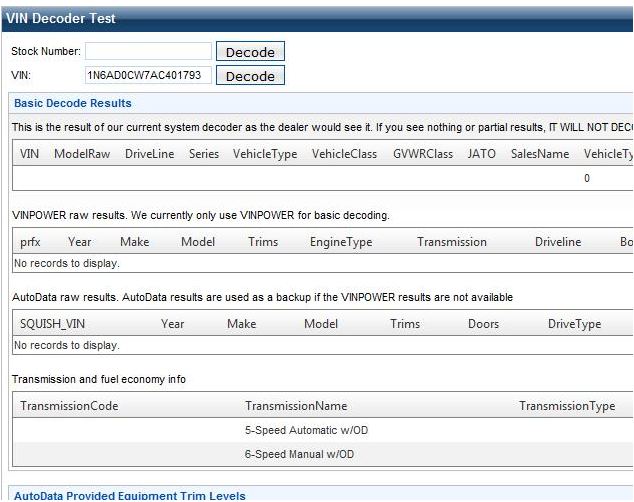 VIN Decoder Test
Stock Number: Decode
VIN: 1N6AD0CW7AC401793 Decode
Basic Decode Results
This is the result of our current system decoder as the dealer would see it. If you see nothing or partial results, IT WILL NOT DECO
VIN ModelRaw DriveLine Series VehicleType VehicleClass GVWRClass JATO SalesName VehicleTy
0
VINPOWER raw results. We currently only use VINPOWER for basic decoding.
prfx Year Make Model Trims EngineType Transmission Driveline Bo
No records to display.
AutoData raw results. AutoData results are used as a backup if the VINPOWER results are not available
SQUISH_VIN Year Make Model Trims Doors DriveType
No records to display.
Transmission and fuel economy info
TransmissionCode TransmissionName TransmissionType
5-Speed Automatic w/OD
6-Speed Manual w/OD
AutoData Provided Equipment Trim Levels